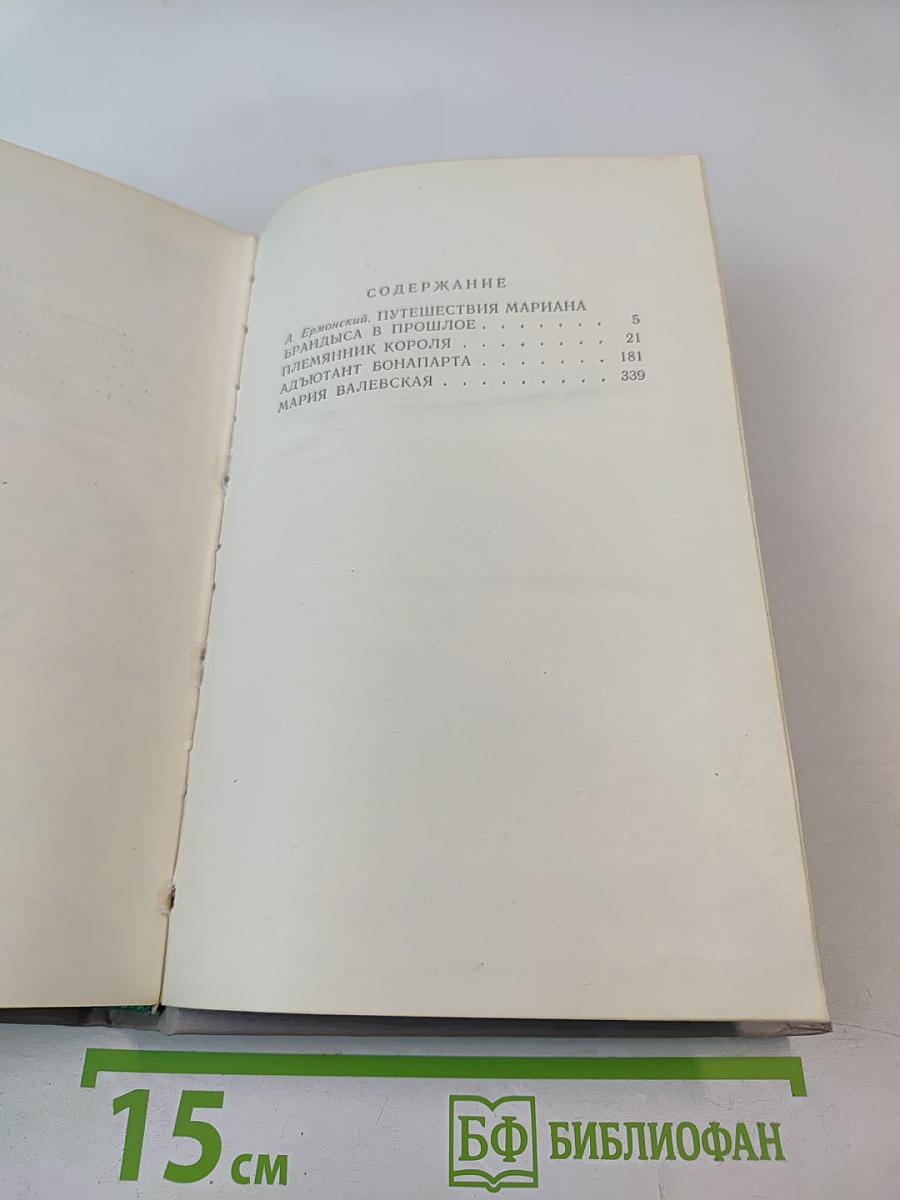 СОДЕРЖАНИЕ
А. Ермонский. ПУТЕШЕСТВИЯ МАРИАНА
БРАНДЫСА В ПРОШЛОЕ . . . . . . . 5
ПЛЕМЯННИК КОРОЛЯ . . . . . . . . 21
АДЪЮТАНТ БОНАПАРТА . . . . . . . 181
МАРИЯ ВАЛЕВСКАЯ . . . . . . . . . . 339
15 см
БФ БИБЛИОФАН